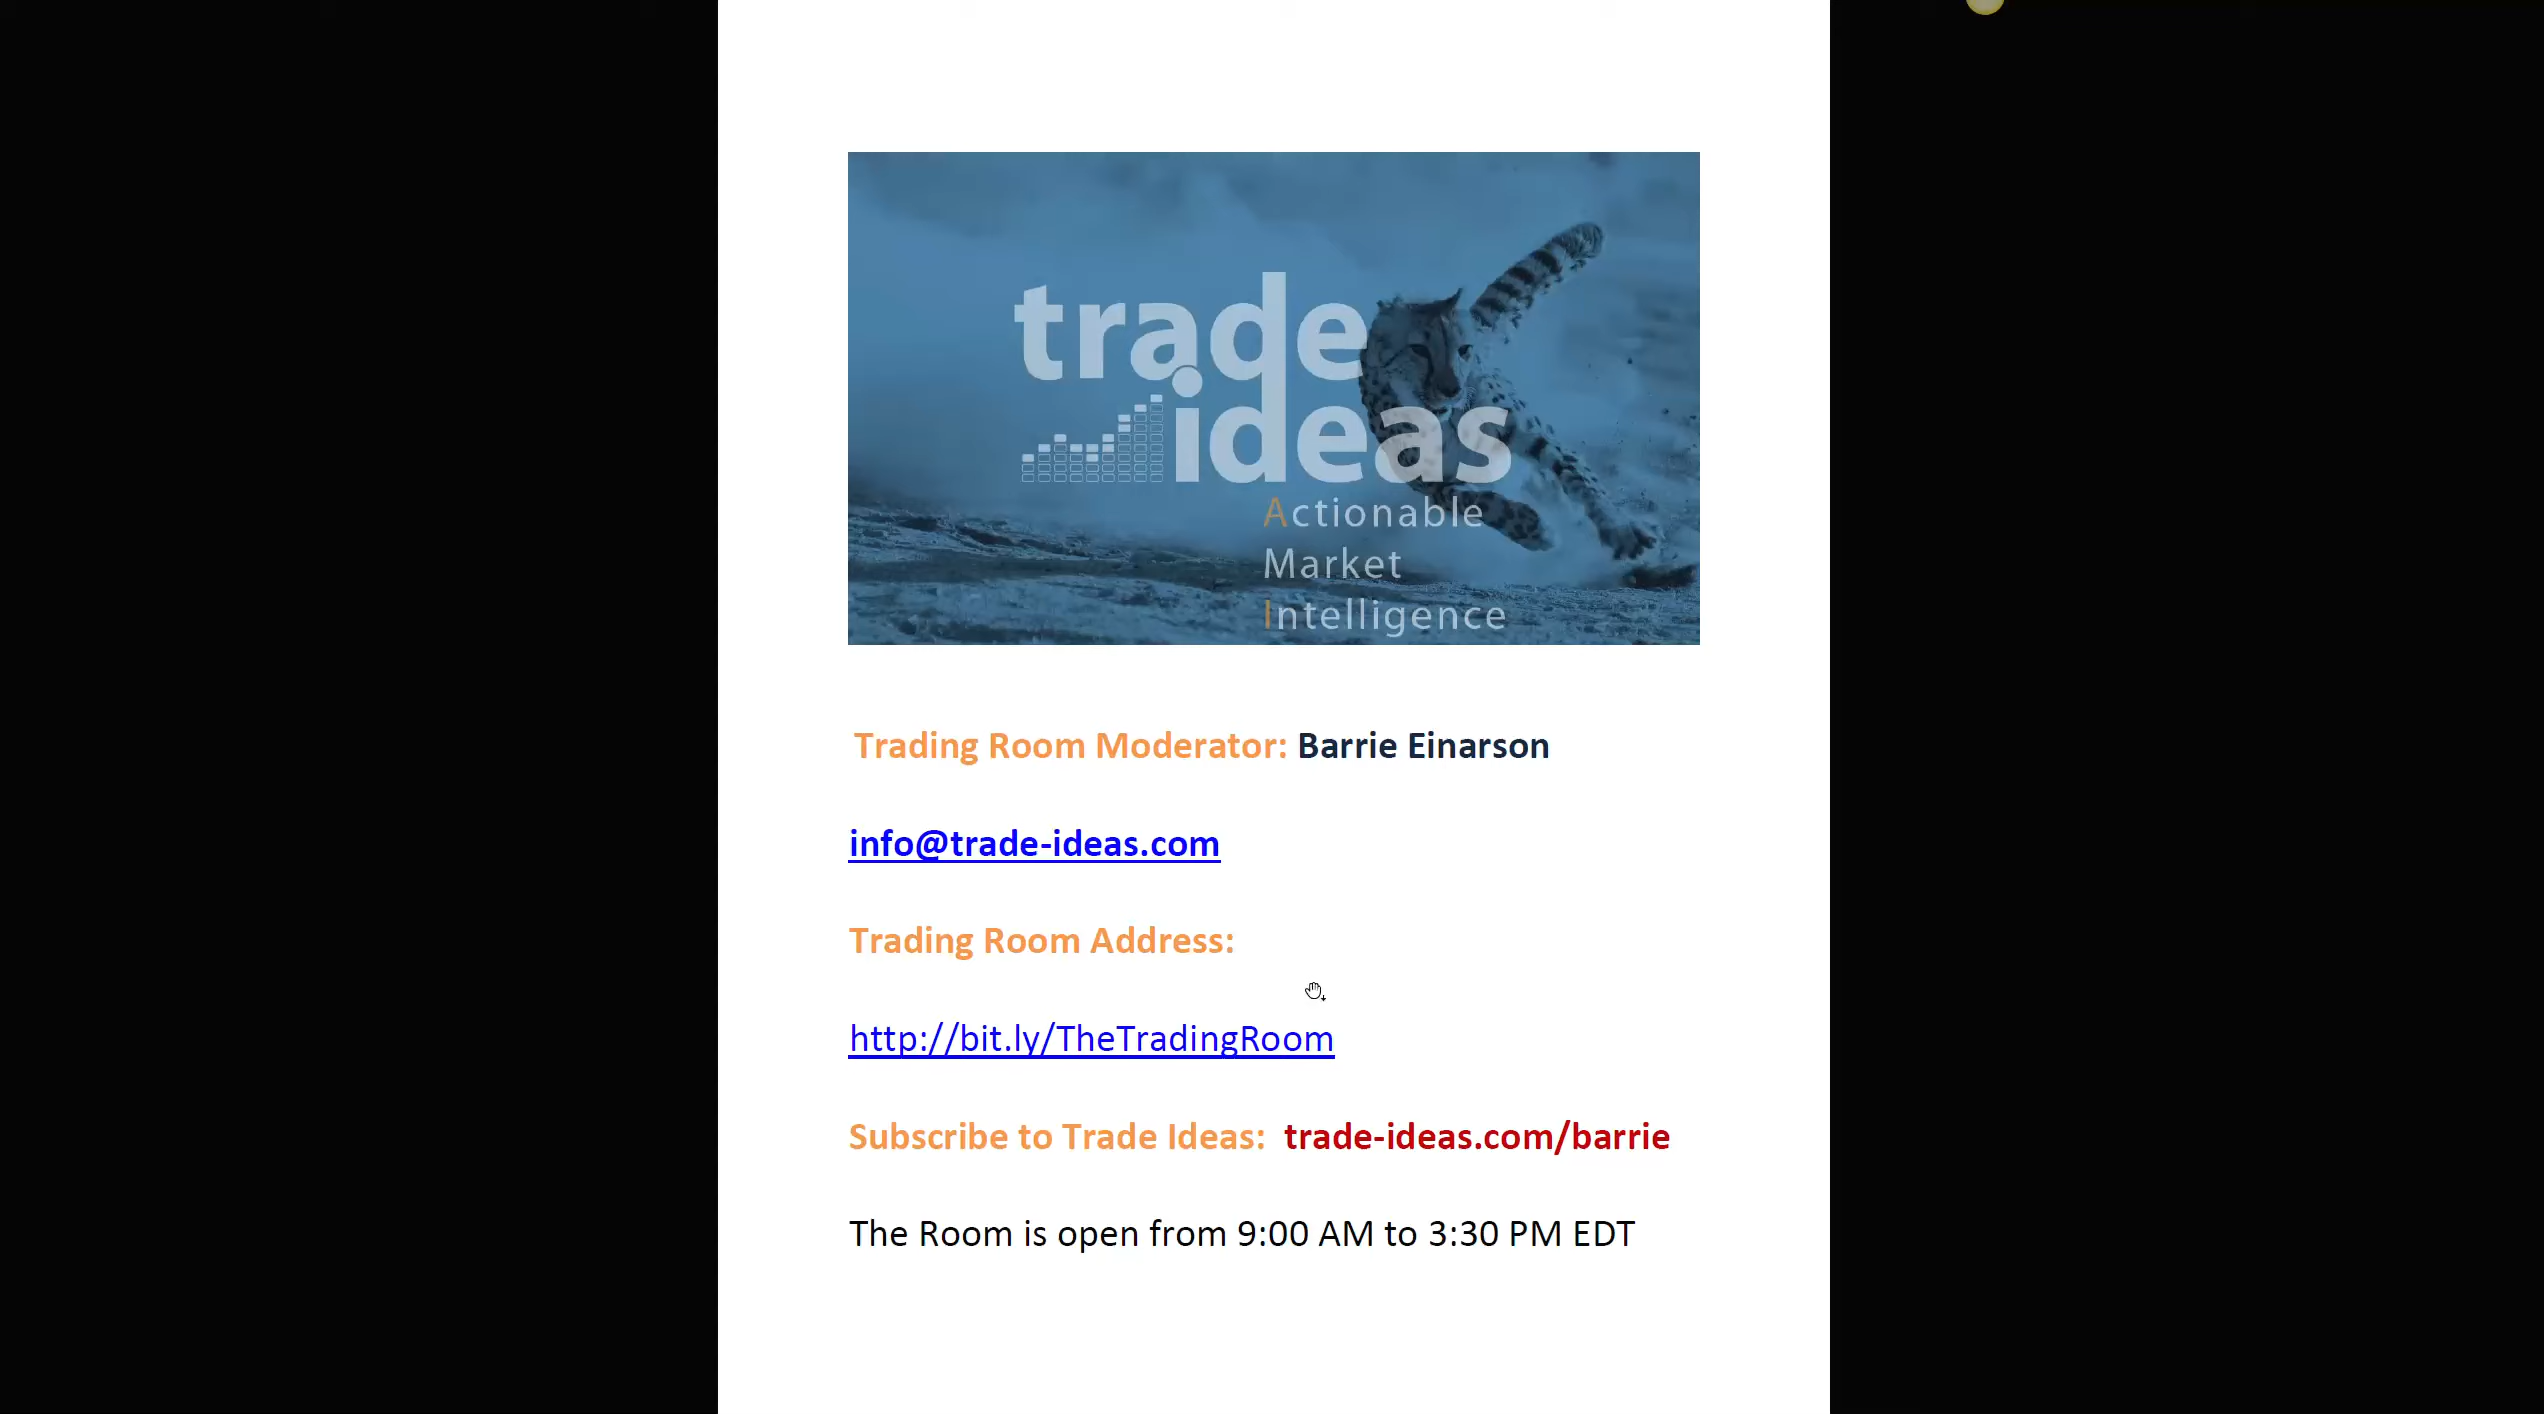 trade
ideas
Actionable
Market
Intelligence
Trading Room Moderator: Barrie Einarson
info@trade-ideas.com
Trading Room Address:
http://bit.ly/TheTradingRoom
Subscribe to Trade Ideas: trade-ideas.com/barrie
The Room is open from 9:00 AM to 3:30 PM EDT